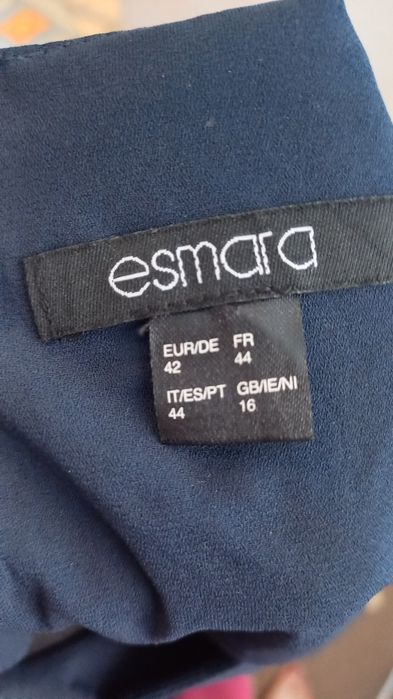 esmara
EUR/DE FR
42 44
IT/ES/PT GB/IE/NI
44 16